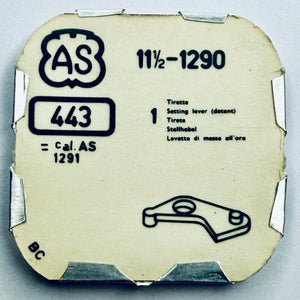 AS
11½-1290
443
1
Tirette
Setting lever (detent)
Tirete
Stellhebel
Levetta di messa all'ora
= cal. AS
1291
BC